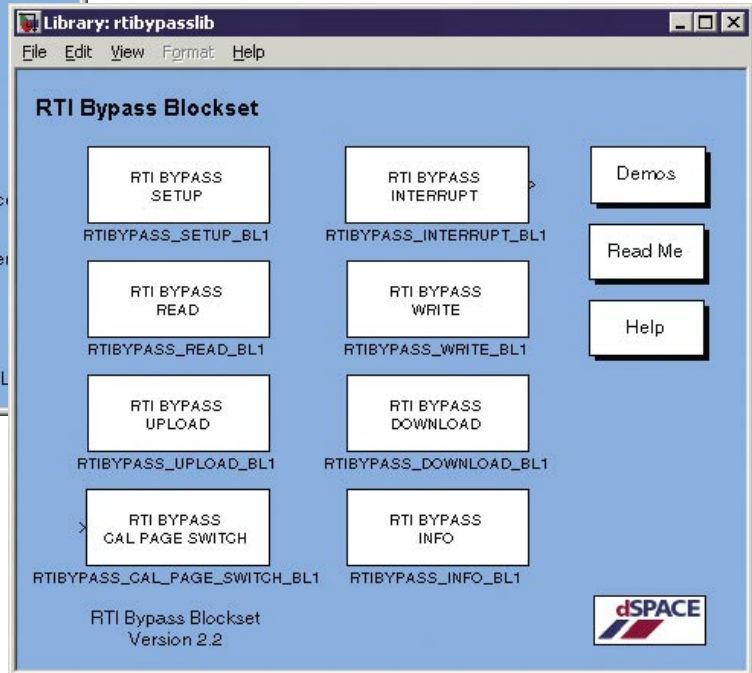 Library: rtibypasslib
File Edit View Format Help
RTI Bypass Blockset
RTI BYPASS
SETUP
RTIBYPASS_SETUP_BL1
RTI BYPASS
INTERRUPT
RTIBYPASS_INTERRUPT_BL1
Demos
RTI BYPASS
READ
RTIBYPASS_READ_BL1
RTI BYPASS
WRITE
RTIBYPASS_WRITE_BL1
Read Me
Help
RTI BYPASS
UPLOAD
RTIBYPASS_UPLOAD_BL1
RTI BYPASS
DOWNLOAD
RTIBYPASS_DOWNLOAD_BL1
RTI BYPASS
CAL PAGE SWITCH
RTIBYPASS_CAL_PAGE_SWITCH_BL1
RTI BYPASS
INFO
RTIBYPASS_INFO_BL1
RTI Bypass Blockset
Version 2.2
dSPACE